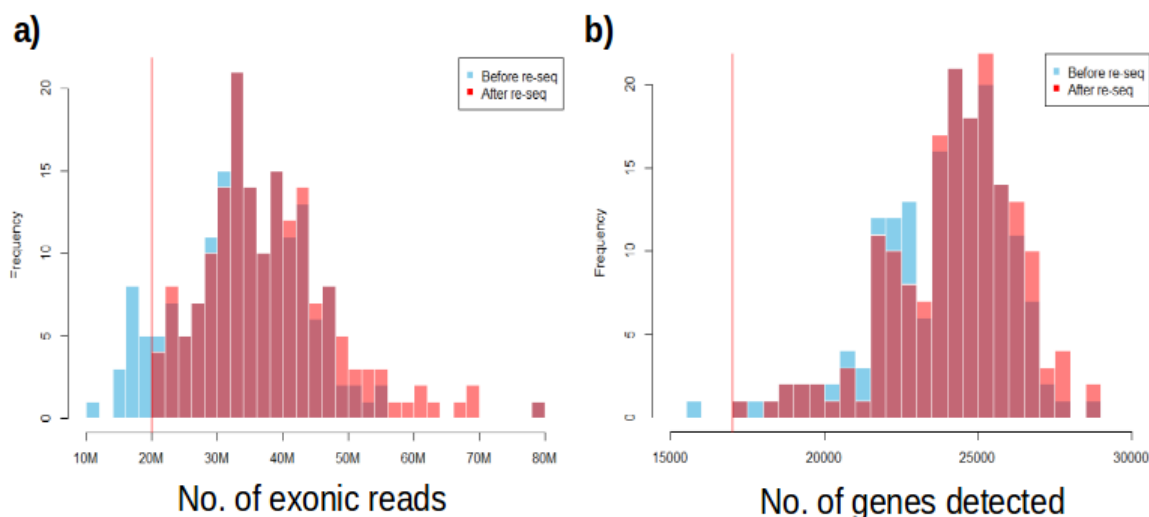 a)
Before re-seq
After re-seq
20
15
10
5
0
Frequency
10M 20M 30M 40M 50M 60M 70M 80M
No. of exonic reads
b)
Before re-seq
After re-seq
20
15
10
5
0
Frequency
15000 20000 25000 30000
No. of genes detected